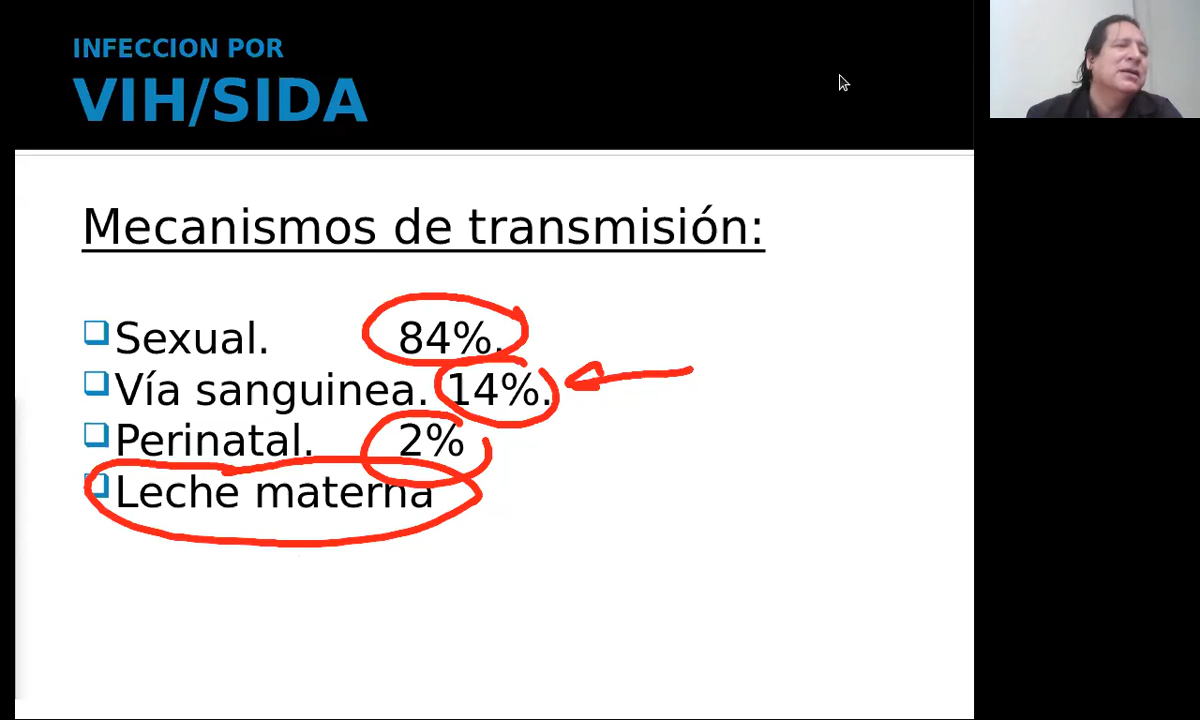 INFECCION POR
VIH/SIDA
Mecanismos de transmisión:
Sexual. 84%.
Vía sanguinea. 14%.
Perinatal. 2%
Leche materna